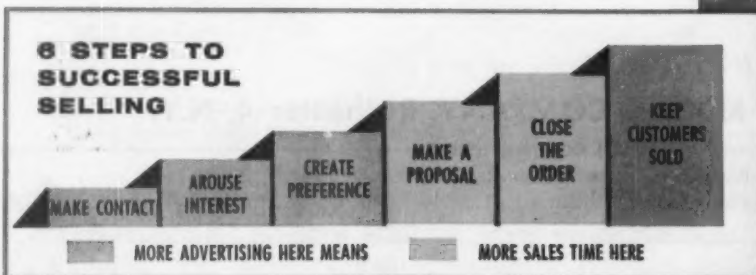 6 STEPS TO
SUCCESSFUL
SELLING
MAKE CONTACT
AROUSE
INTEREST
CREATE
PREFERENCE
MAKE A
PROPOSAL
CLOSE
THE
ORDER
KEEP
CUSTOMERS
SOLD
MORE ADVERTISING HERE MEANS
MORE SALES TIME HERE